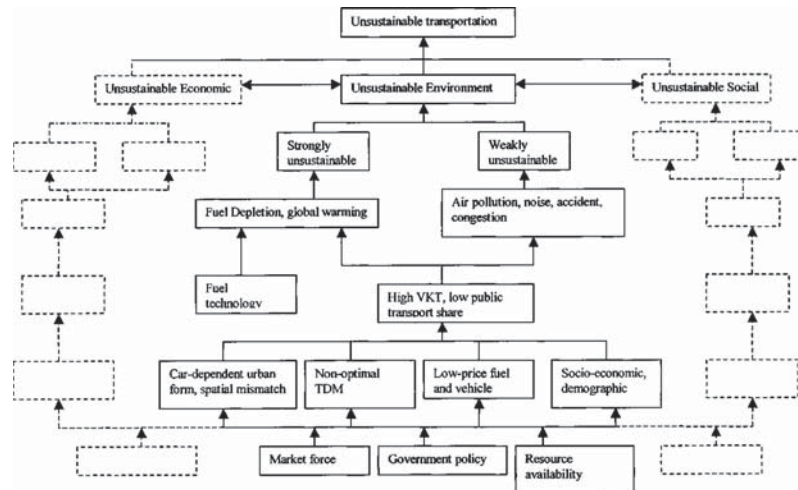 Unsustainable transportation
Unsustainable Economic
Unsustainable Environment
Unsustainable Social
Strongly
unsustainable
Weakly
unsustainable
Fuel Depletion, global warming
Air pollution, noise, accident,
congestion
Fuel
technology
High VKT, low public
transport share
Car-dependent urban
form, spatial mismatch
Non-optimal
TDM
Low-price fuel
and vehicle
Socio-economic,
demographic
Market force
Government policy
Resource
availability